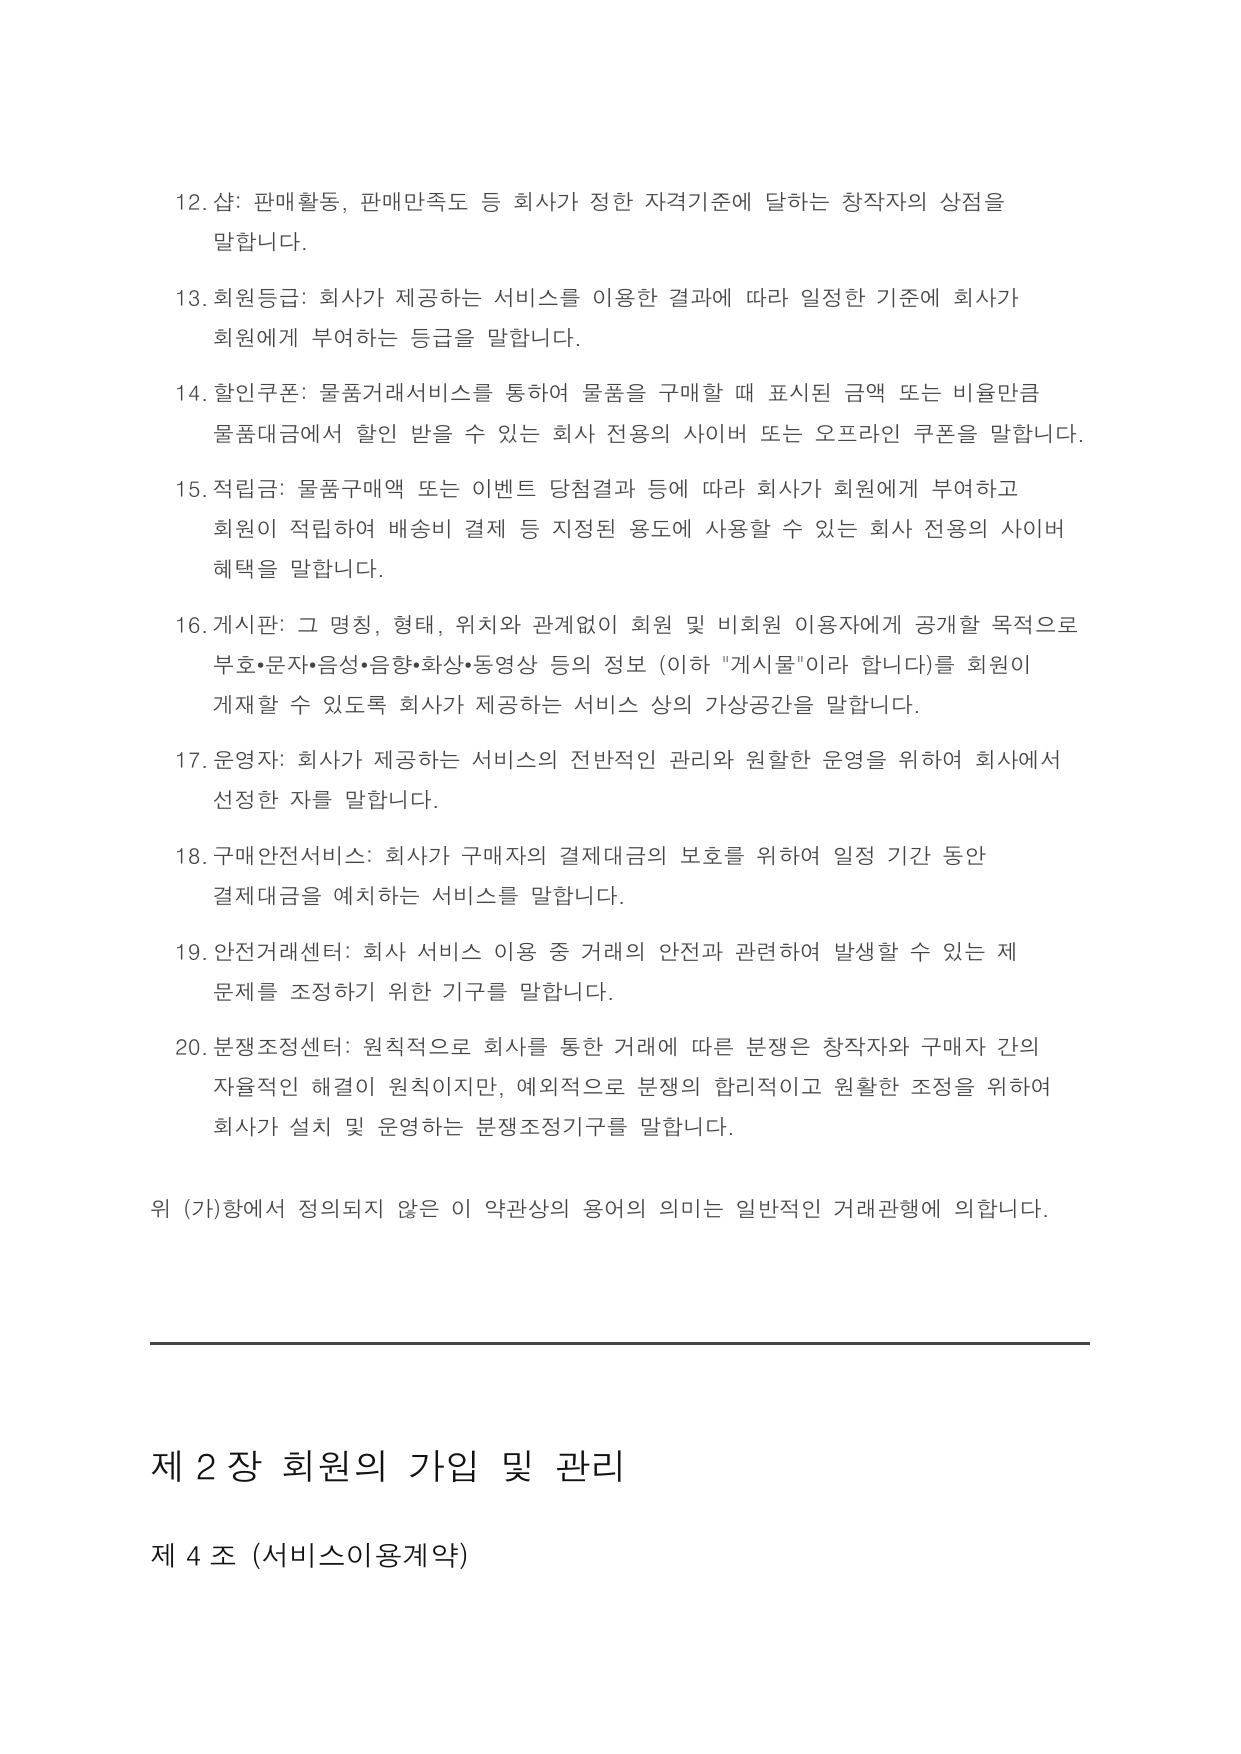 12. 샵: 판매활동, 판매만족도 등 회사가 정한 자격기준에 달하는 창작자의 상점을
말합니다.
13. 회원등급: 회사가 제공하는 서비스를 이용한 결과에 따라 일정한 기준에 회사가
회원에게 부여하는 등급을 말합니다.
14. 할인쿠폰: 물품거래서비스를 통하여 물품을 구매할 때 표시된 금액 또는 비율만큼
물품대금에서 할인 받을 수 있는 회사 전용의 사이버 또는 오프라인 쿠폰을 말합니다.
15. 적립금: 물품구매액 또는 이벤트 당첨결과 등에 따라 회사가 회원에게 부여하고
회원이 적립하여 배송비 결제 등 지정된 용도에 사용할 수 있는 회사 전용의 사이버
혜택을 말합니다.
16. 게시판: 그 명칭, 형태, 위치와 관계없이 회원 및 비회원 이용자에게 공개할 목적으로
부호•문자•음성•음향•화상•동영상 등의 정보 (이하 "게시물"이라 합니다)를 회원이
게재할 수 있도록 회사가 제공하는 서비스 상의 가상공간을 말합니다.
17. 운영자: 회사가 제공하는 서비스의 전반적인 관리와 원할한 운영을 위하여 회사에서
선정한 자를 말합니다.
18. 구매안전서비스: 회사가 구매자의 결제대금의 보호를 위하여 일정 기간 동안
결제대금을 예치하는 서비스를 말합니다.
19. 안전거래센터: 회사 서비스 이용 중 거래의 안전과 관련하여 발생할 수 있는 제
문제를 조정하기 위한 기구를 말합니다.
20. 분쟁조정센터: 원칙적으로 회사를 통한 거래에 따른 분쟁은 창작자와 구매자 간의
자율적인 해결이 원칙이지만, 예외적으로 분쟁의 합리적이고 원활한 조정을 위하여
회사가 설치 및 운영하는 분쟁조정기구를 말합니다.
위 (가)항에서 정의되지 않은 이 약관상의 용어의 의미는 일반적인 거래관행에 의합니다.
제 2 장 회원의 가입 및 관리
제 4 조 (서비스이용계약)